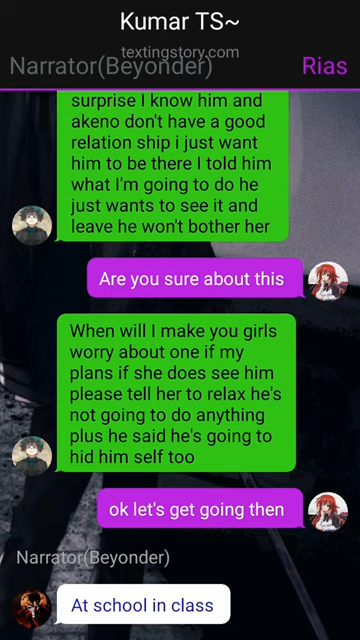 Kumar TS~
textingstory.com
Narrator(Beyonder)
Rias
surprise I know him and
akeno don't have a good
relation ship i just want
him to be there I told him
what I'm going to do he
just wants to see it and
leave he won't bother her
Are you sure about this
When will I make you girls
worry about one if my
plans if she does see him
please tell her to relax he's
not going to do anything
plus he said he's going to
hid him self too
ok let's get going then
Narrator(Beyonder)
At school in class